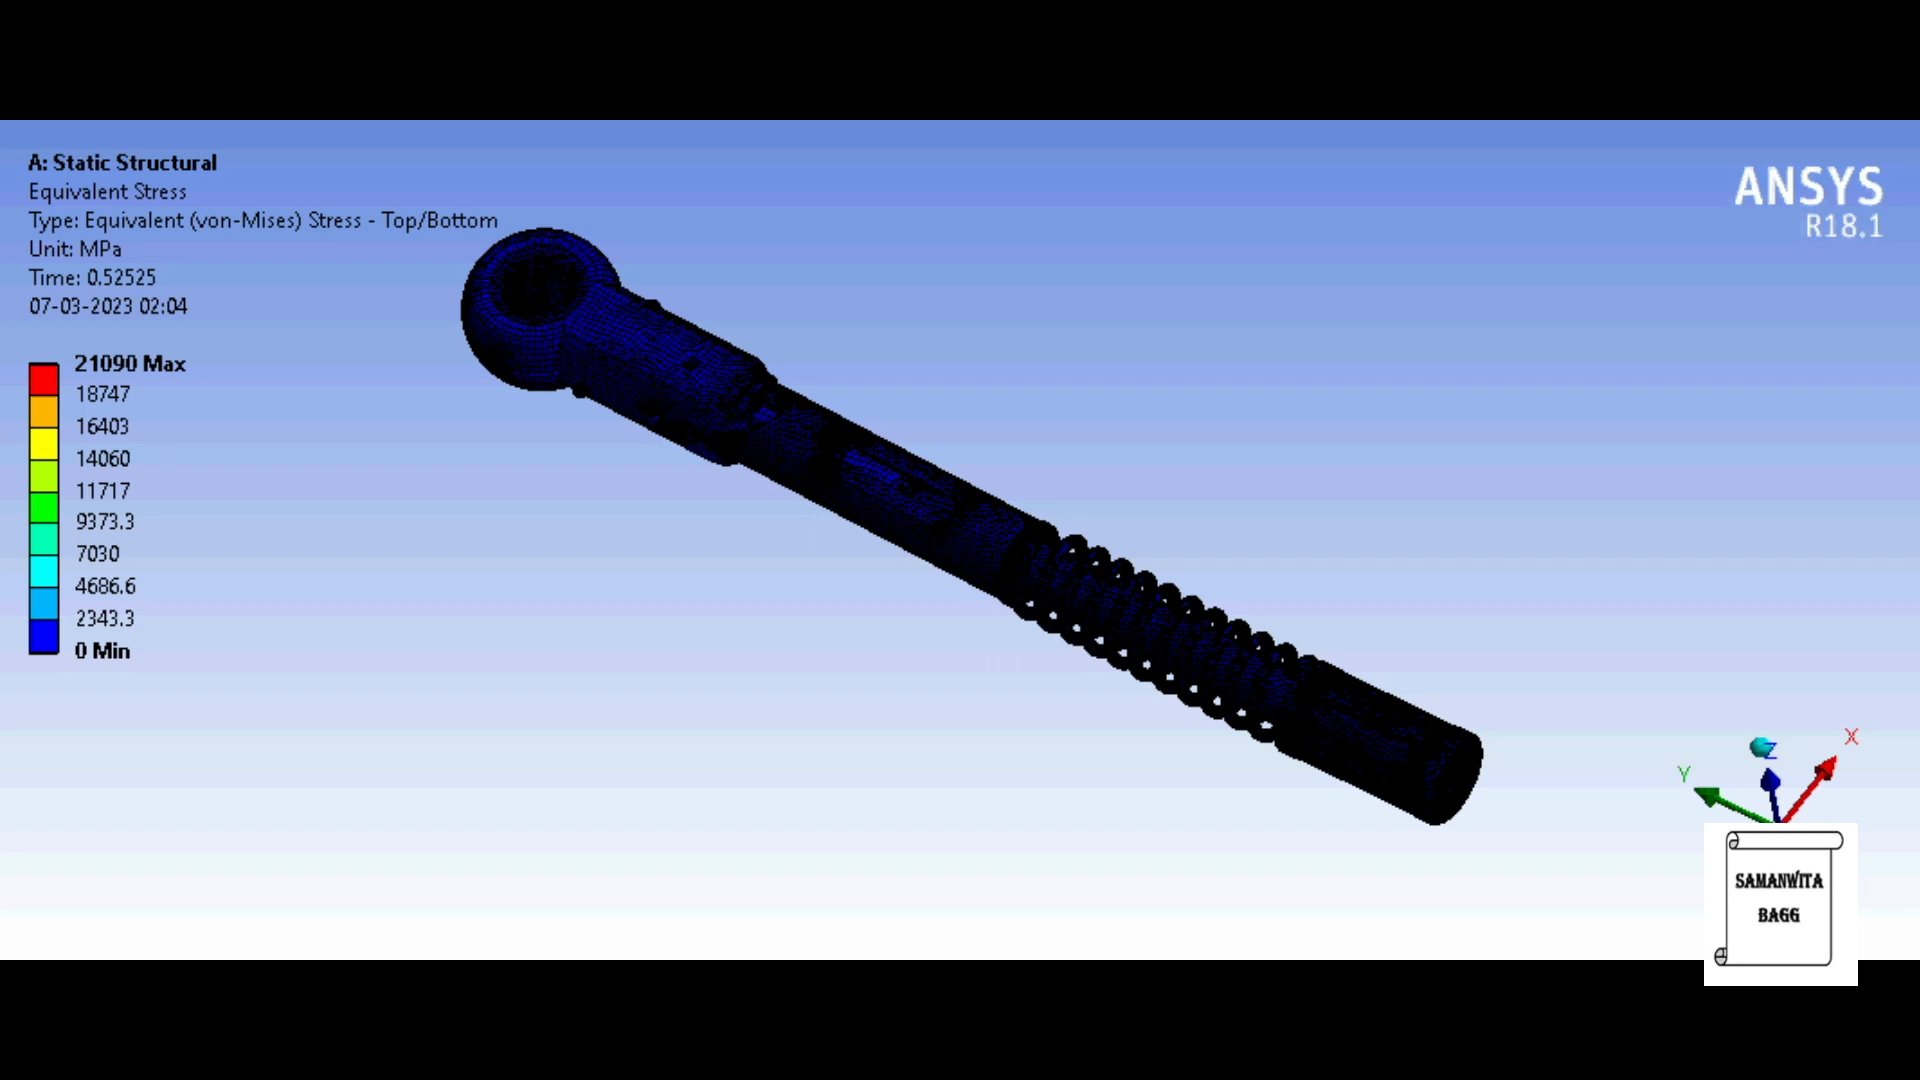 A: Static Structural
Equivalent Stress
Type: Equivalent (von-Mises) Stress - Top/Bottom
Unit: MPa
Time: 0.52525
07-03-2023 02:04
21090 Max
18747
16403
14060
11717
9373.3
7030
4686.6
2343.3
0 Min
ANSYS
R18.1
X
Y
Z
SAMANWITA
BAGG